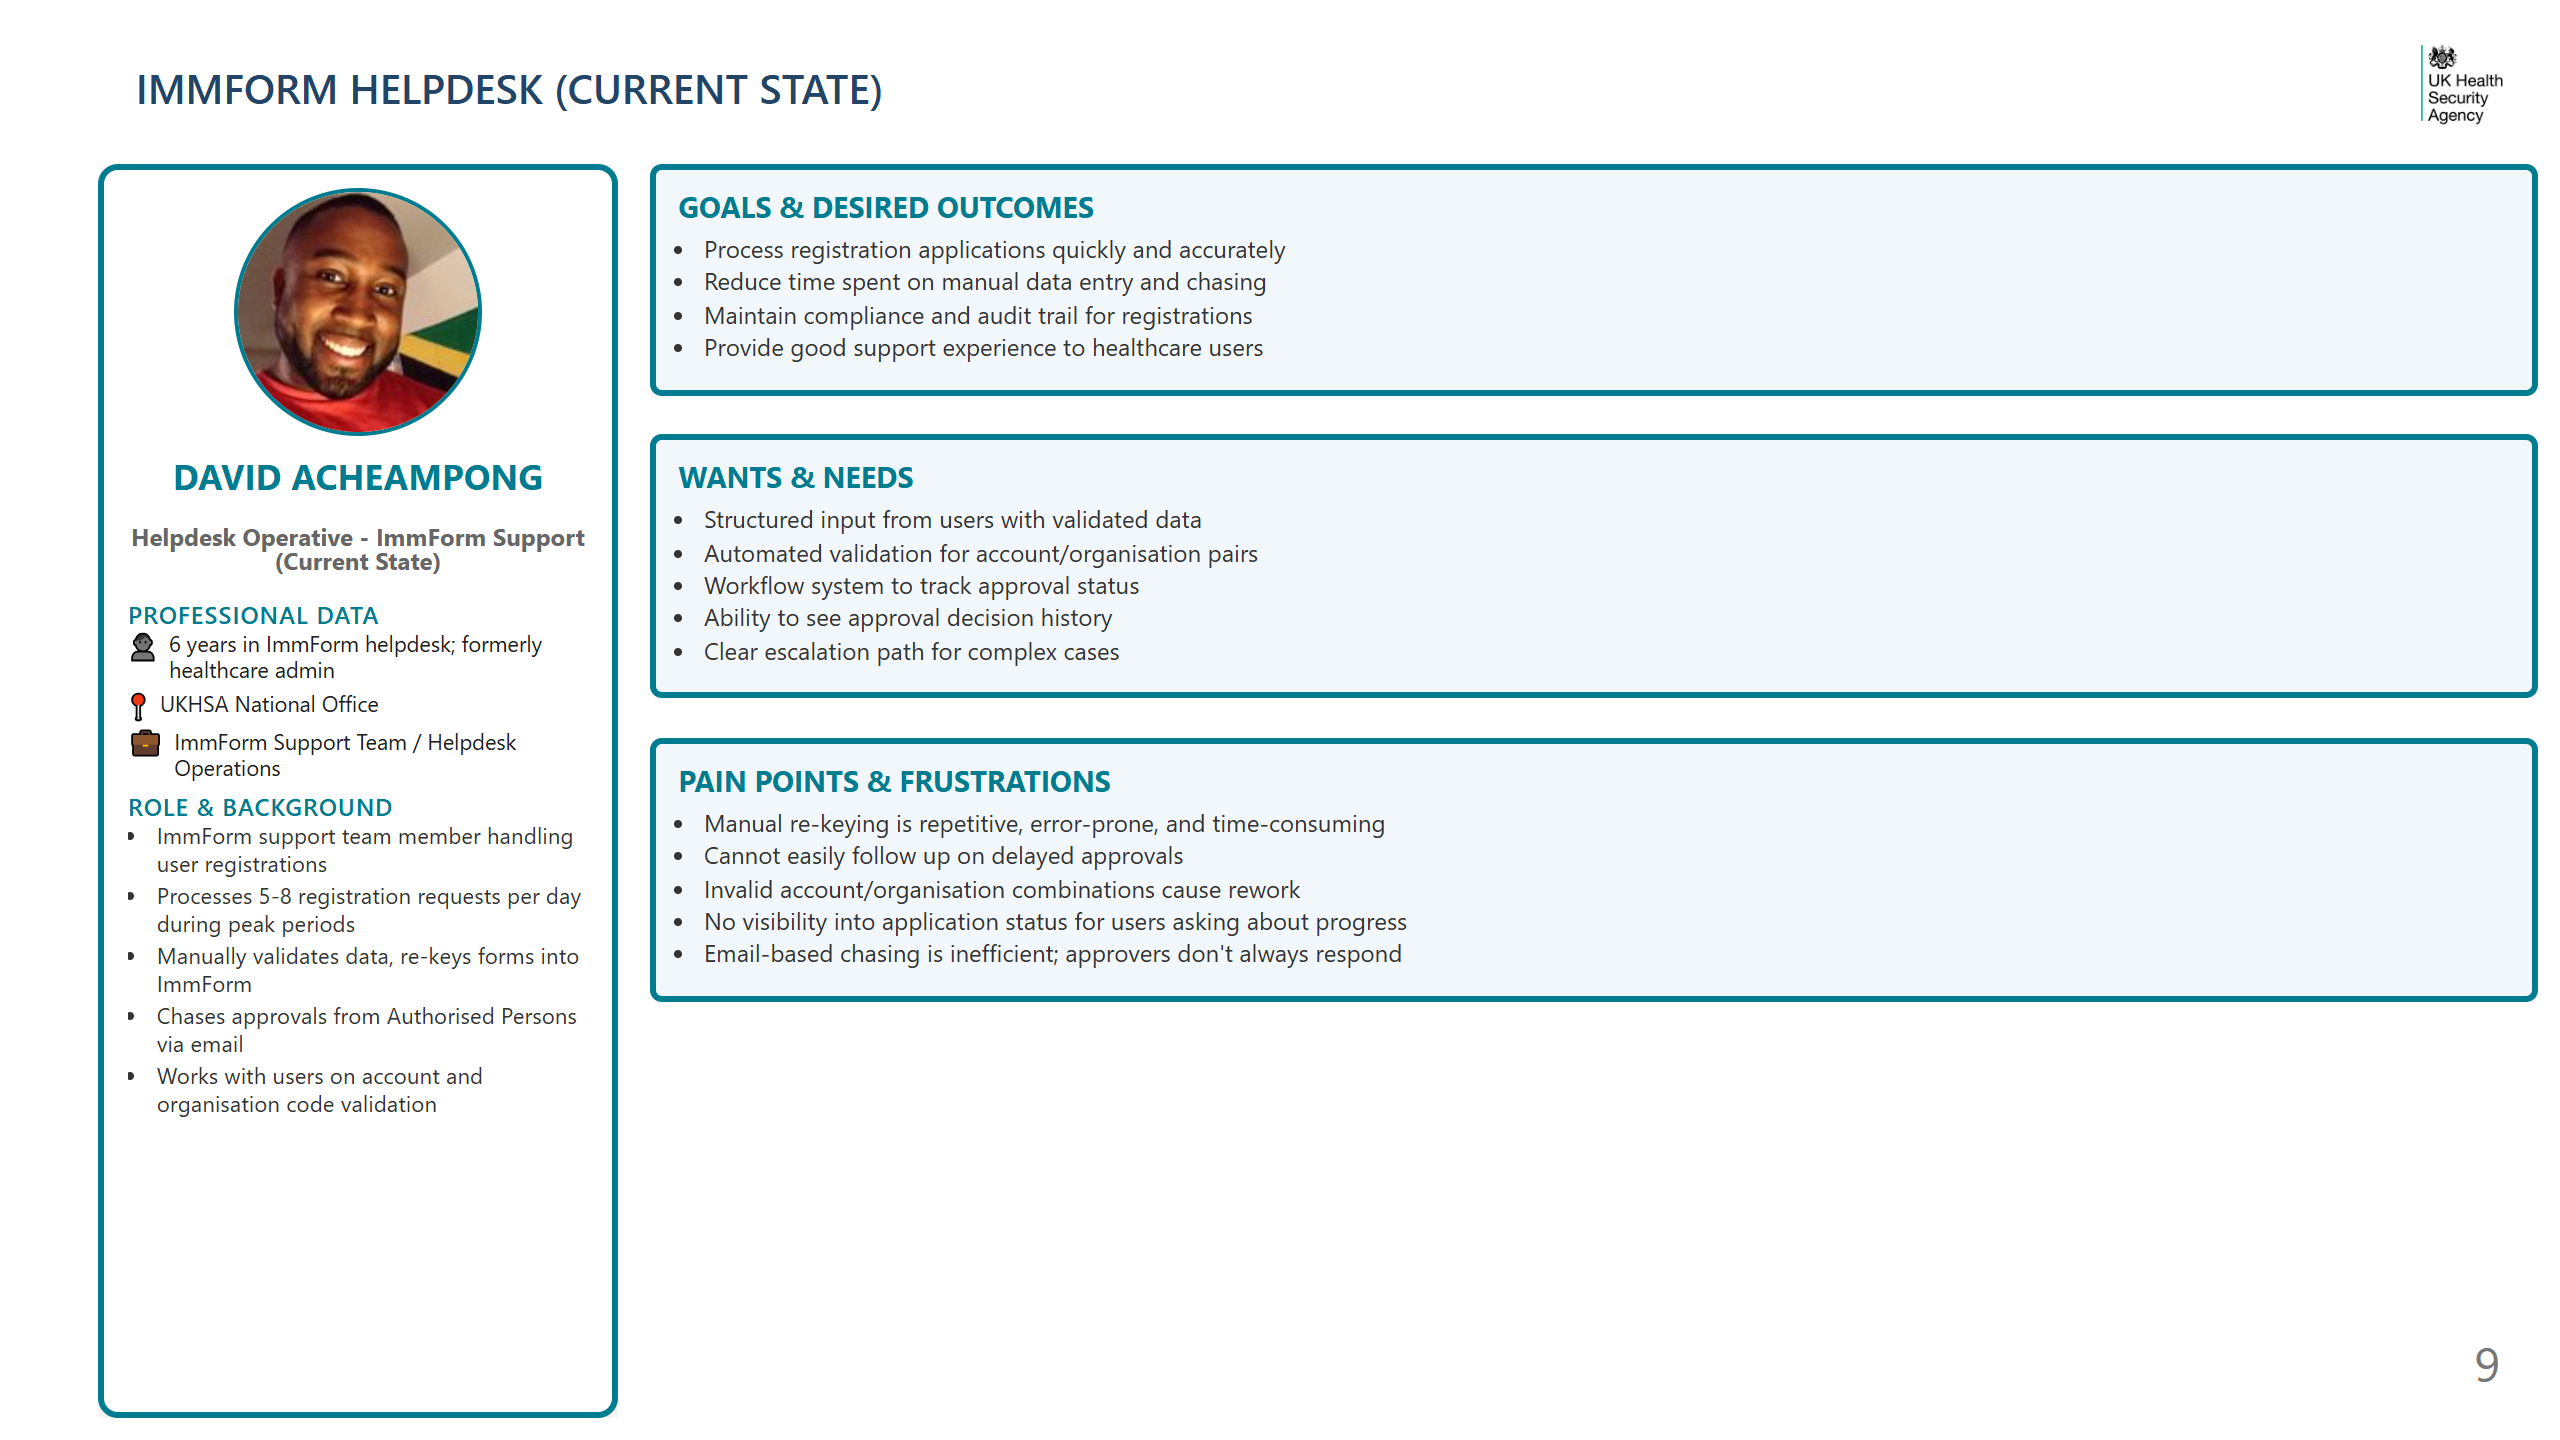 IMMFORM HELPDESK (CURRENT STATE)
UK Health
Security
Agency
DAVID ACHEAMPONG
Helpdesk Operative - ImmForm Support
(Current State)
PROFESSIONAL DATA
6 years in ImmForm helpdesk; formerly
healthcare admin
UKHSA National Office
ImmForm Support Team / Helpdesk
Operations
ROLE & BACKGROUND
• ImmForm support team member handling
user registrations
• Processes 5-8 registration requests per day
during peak periods
• Manually validates data, re-keys forms into
ImmForm
• Chases approvals from Authorised Persons
via email
• Works with users on account and
organisation code validation
GOALS & DESIRED OUTCOMES
• Process registration applications quickly and accurately
• Reduce time spent on manual data entry and chasing
• Maintain compliance and audit trail for registrations
• Provide good support experience to healthcare users
WANTS & NEEDS
• Structured input from users with validated data
• Automated validation for account/organisation pairs
• Workflow system to track approval status
• Ability to see approval decision history
• Clear escalation path for complex cases
PAIN POINTS & FRUSTRATIONS
• Manual re-keying is repetitive, error-prone, and time-consuming
• Cannot easily follow up on delayed approvals
• Invalid account/organisation combinations cause rework
• No visibility into application status for users asking about progress
• Email-based chasing is inefficient; approvers don't always respond
9